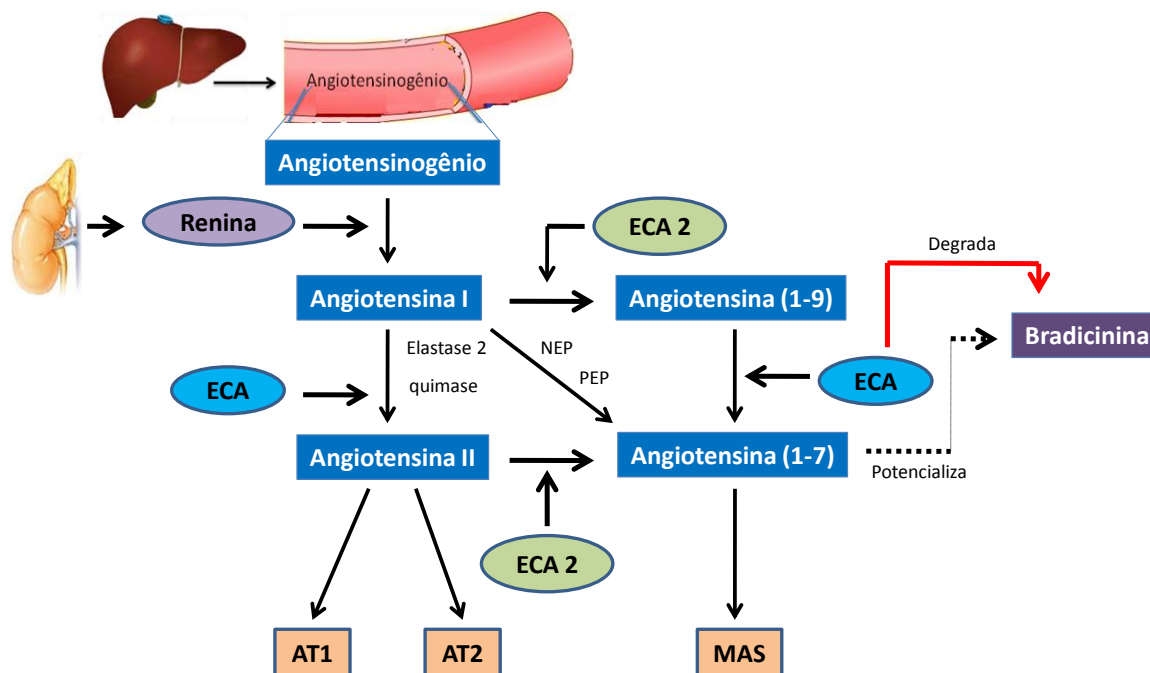 Angiotensinogênio
Angiotensinogênio
Renina
ECA 2
Degrada
Angiotensina I
Angiotensina (1-9)
Bradicinina
Elastase 2
NEP
quimase
PEP
ECA
ECA
Angiotensina II
Angiotensina (1-7)
Potencializa
ECA 2
AT1
AT2
MAS